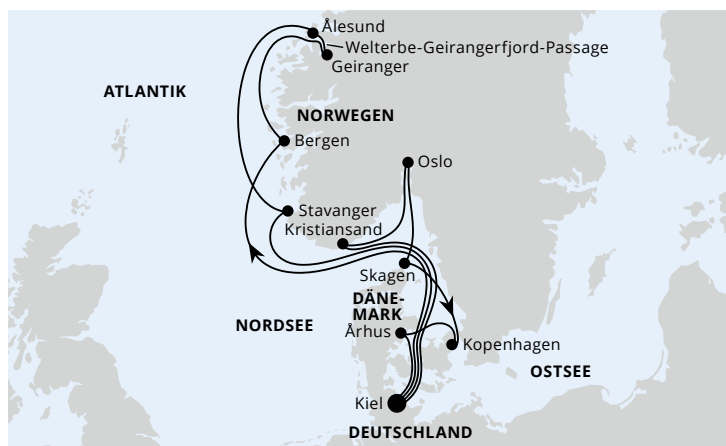 Ålesund
Welterbe-Geirangerfjord-Passage
Geiranger
ATLANTIK
NORWEGEN
Bergen
Oslo
Stavanger
Kristiansand
Skagen
DÄNE-
MARK
NORDSEE
Århus
Kopenhagen
OSTSEE
Kiel
DEUTSCHLAND